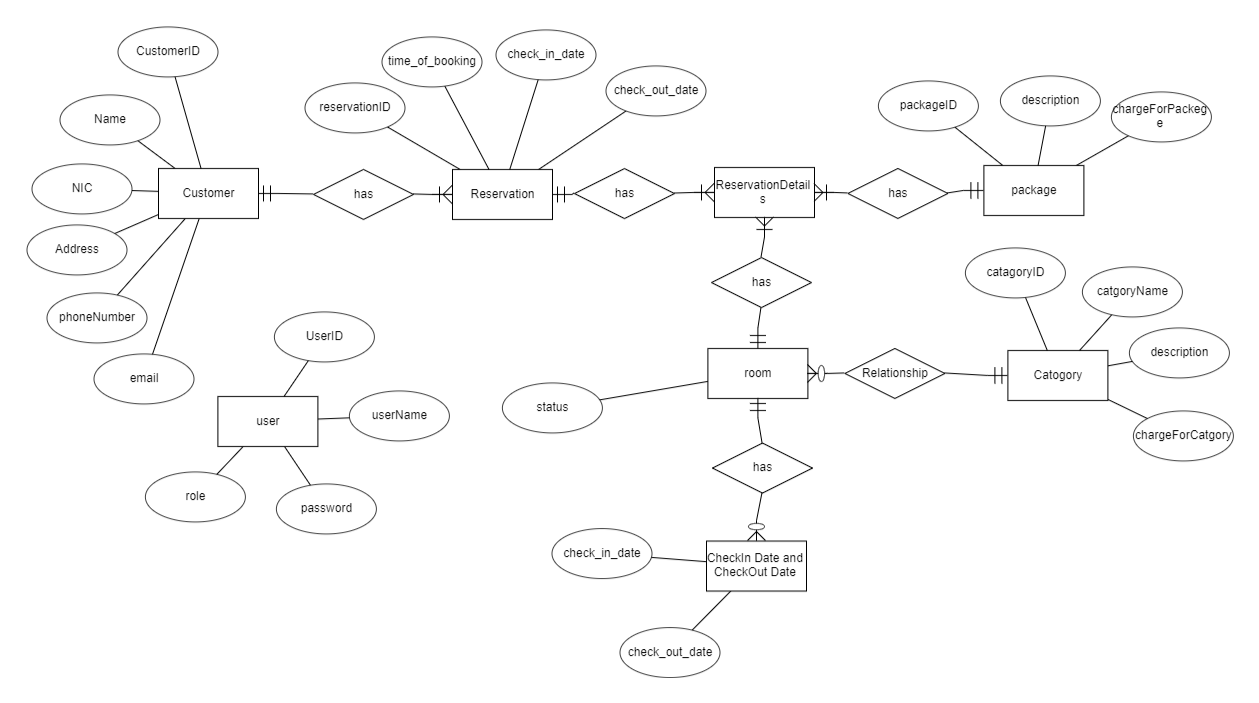 CustomerID
time_of_booking
check_in_date
check_out_date
reservationID
packageID
description
chargeForPackeg
e
Name
NIC
Customer
has
Reservation
has
ReservationDetail
s
has
package
Address
phoneNumber
email
has
catagoryID
catgoryName
description
UserID
room
Relationship
Catogory
status
user
userName
chargeForCatgory
role
password
has
check_in_date
CheckIn Date and
CheckOut Date
check_out_date